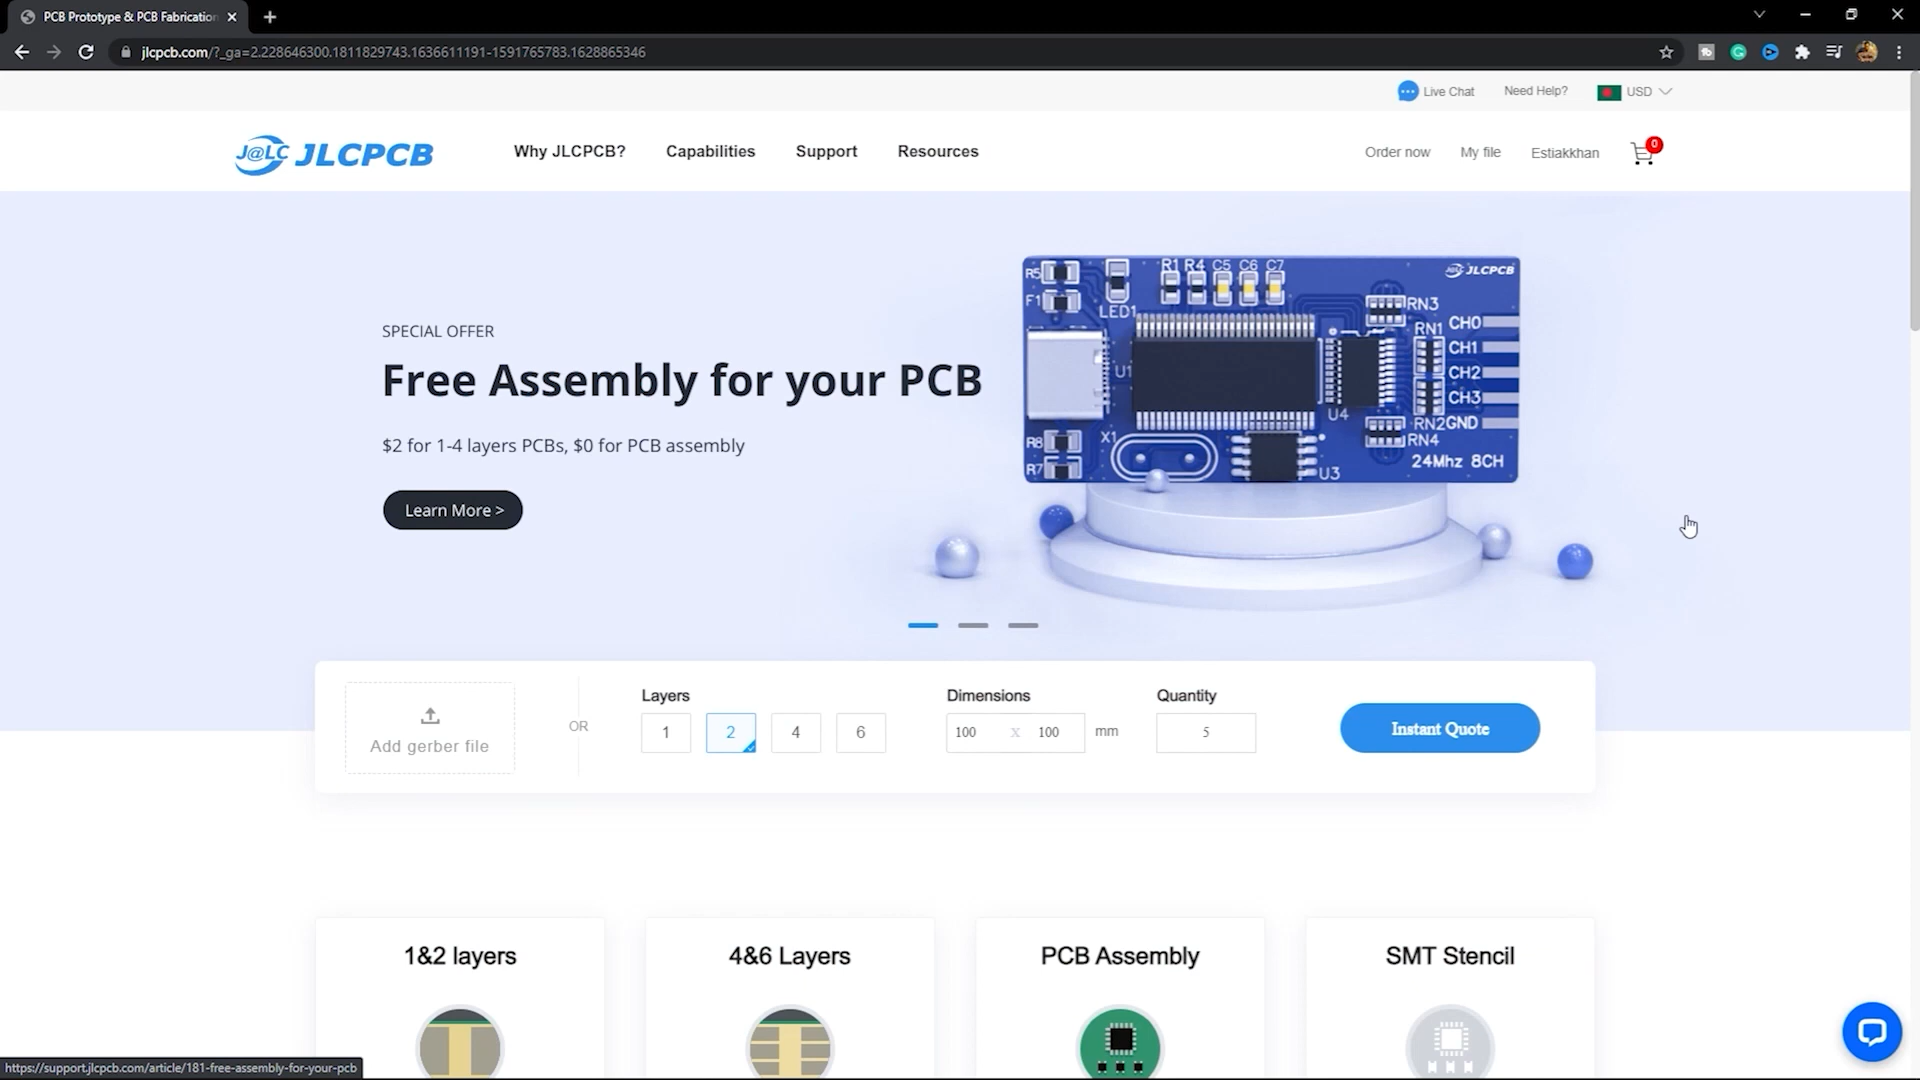 PCB Prototype & PCB Fabrication
jlcpcb.com/?_ga=2.228646300.1811829743.1636611191-1591765783.1628865346
Live Chat
Need Help?
USD
J@LC JLCPCB
Why JLCPCB?
Capabilities
Support
Resources
Order now
My file
Estiakkhan
0
SPECIAL OFFER
Free Assembly for your PCB
$2 for 1-4 layers PCBs, $0 for PCB assembly
Learn More >
R5
F1
LED1
R1 R4 C5 C6 C7
JLCPCB
RN3
RN1
CH0
CH1
CH2
CH3
GND
U1
U4
RN2
RN4
R8
R7
X1
U3
24Mhz 8CH
Add gerber file
OR
Layers
1
2
4
6
Dimensions
100 x 100 mm
Quantity
5
Instant Quote
1&2 layers
4&6 Layers
PCB Assembly
SMT Stencil
https://support.jlcpcb.com/article/181-free-assembly-for-your-pcb